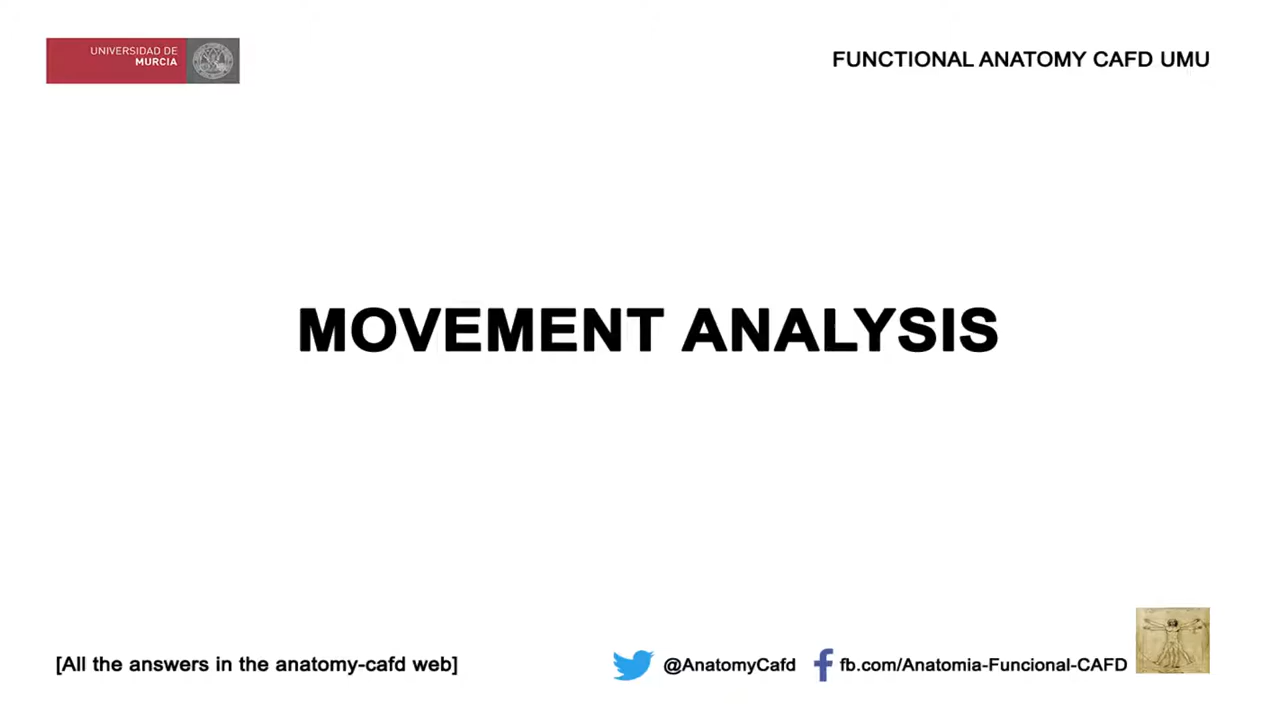 UNIVERSIDAD DE
MURCIA
FUNCTIONAL ANATOMY CAFD UMU
MOVEMENT ANALYSIS
[All the answers in the anatomy-cafd web]
@AnatomyCafd
fb.com/Anatomia-Funcional-CAFD